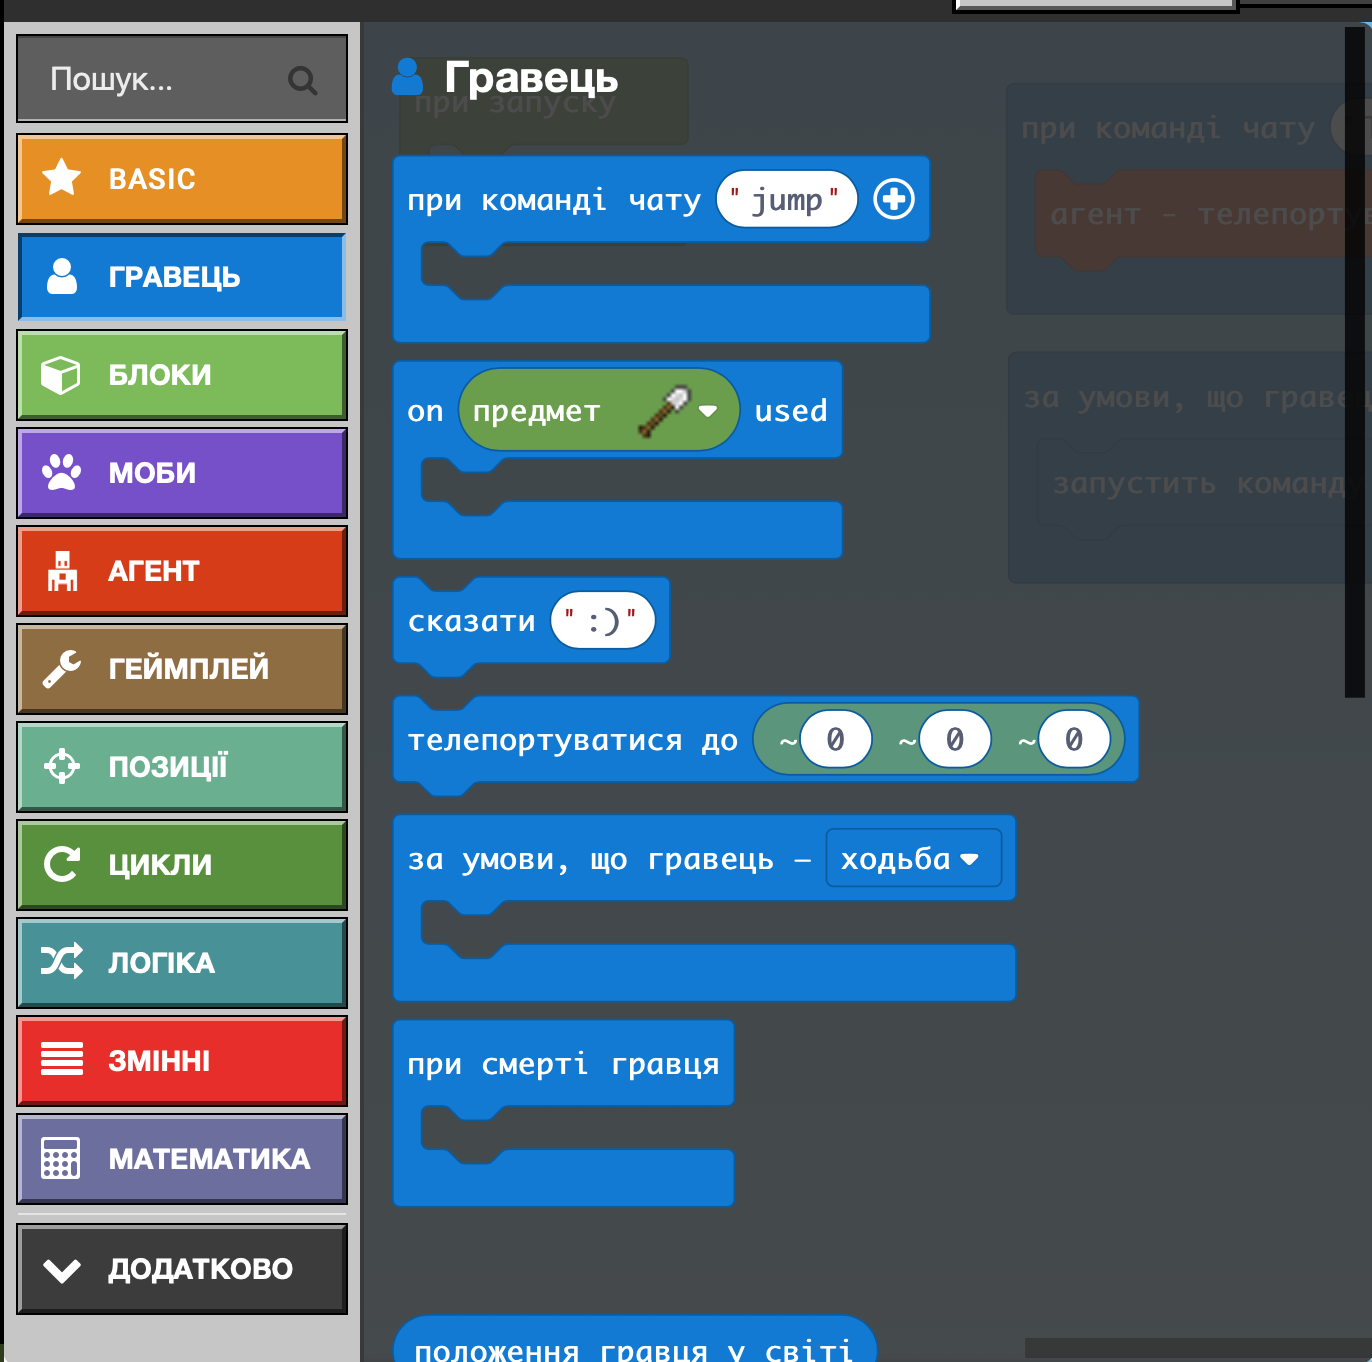 Пошук...
BASIC
ГРАВЕЦЬ
БЛОКИ
МОБИ
АГЕНТ
ГЕЙМПЛЕЙ
ПОЗИЦІЇ
ЦИКЛИ
ЛОГІКА
ЗМІННІ
МАТЕМАТИКА
ДОДАТКОВО
Гравець
при запуску
при команді чату "jump"
on предмет used
сказати ":)"
телепортуватися до ~0 ~0 ~0
за умови, що гравець – ходьба
при смерті гравця
положення гравця у світі
при команді чату
агент - телепорту
за умови, що граве
запустить команд